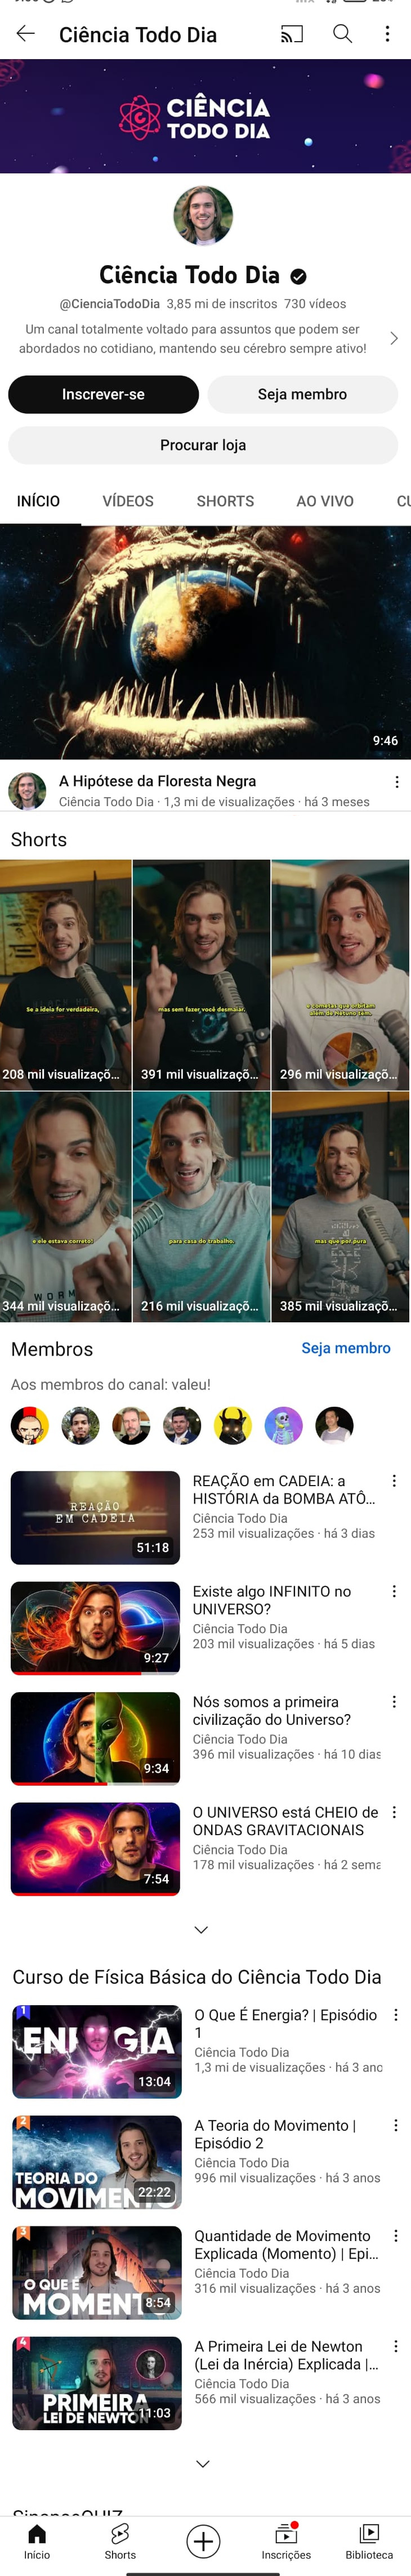 Ciência Todo Dia
CIÊNCIA
TODO DIA
Ciência Todo Dia
@CienciaTodoDia 3,85 mi de inscritos 730 vídeos
Um canal totalmente voltado para assuntos que podem ser
abordados no cotidiano, mantendo seu cérebro sempre ativo!
Inscrever-se
Seja membro
Procurar loja
INÍCIO VÍDEOS SHORTS AO VIVO CU
9:46
A Hipótese da Floresta Negra
Ciência Todo Dia · 1,3 mi de visualizações · há 3 meses
Shorts
Se a ideia for verdadeira,
208 mil visualizaçõ...
mas sem fazer você desmaiar.
391 mil visualizaçõ...
e cometas que orbitam
além de Netuno têm.
296 mil visualizaçõ...
e ele estava correto.
WORM
344 mil visualizaçõ...
para casa do trabalho.
216 mil visualizaçõ...
mas que por pura
385 mil visualizaçõ...
Membros
Seja membro
Aos membros do canal: valeu!
REAÇÃO
EM CADEIA
51:18
REAÇÃO em CADEIA: a
HISTÓRIA da BOMBA ATÔ...
Ciência Todo Dia
253 mil visualizações · há 3 dias
9:27
Existe algo INFINITO no
UNIVERSO?
Ciência Todo Dia
203 mil visualizações · há 5 dias
9:34
Nós somos a primeira
civilização do Universo?
Ciência Todo Dia
396 mil visualizações · há 10 dias
7:54
O UNIVERSO está CHEIO de
ONDAS GRAVITACIONAIS
Ciência Todo Dia
178 mil visualizações · há 2 sema
Curso de Física Básica do Ciência Todo Dia
1
ENERGIA
13:04
O Que É Energia? | Episódio
1
Ciência Todo Dia
1,3 mi de visualizações · há 3 anc
2
TEORIA DO
MOVIMENTO
22:22
A Teoria do Movimento |
Episódio 2
Ciência Todo Dia
996 mil visualizações · há 3 anos
3
O QUE É
MOMENT
8:54
Quantidade de Movimento
Explicada (Momento) | Epi...
Ciência Todo Dia
316 mil visualizações · há 3 anos
4
PRIMEIRA
LEI DE NEWTON
11:03
A Primeira Lei de Newton
(Lei da Inércia) Explicada |...
Ciência Todo Dia
566 mil visualizações · há 3 anos
Início Shorts Inscrições Biblioteca